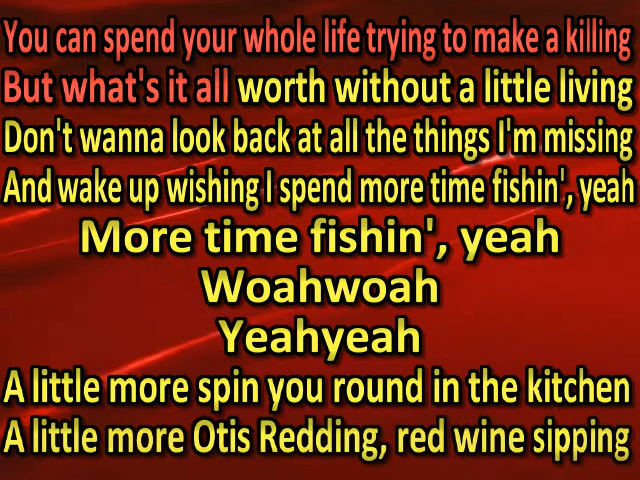 You can spend your whole life trying to make a killing
But what's it all worth without a little living
Don't wanna look back at all the things I'm missing
And wake up wishing I spend more time fishin', yeah
More time fishin', yeah
Woahwoah
Yeahyeah
A little more spin you round in the kitchen
A little more Otis Redding, red wine sipping